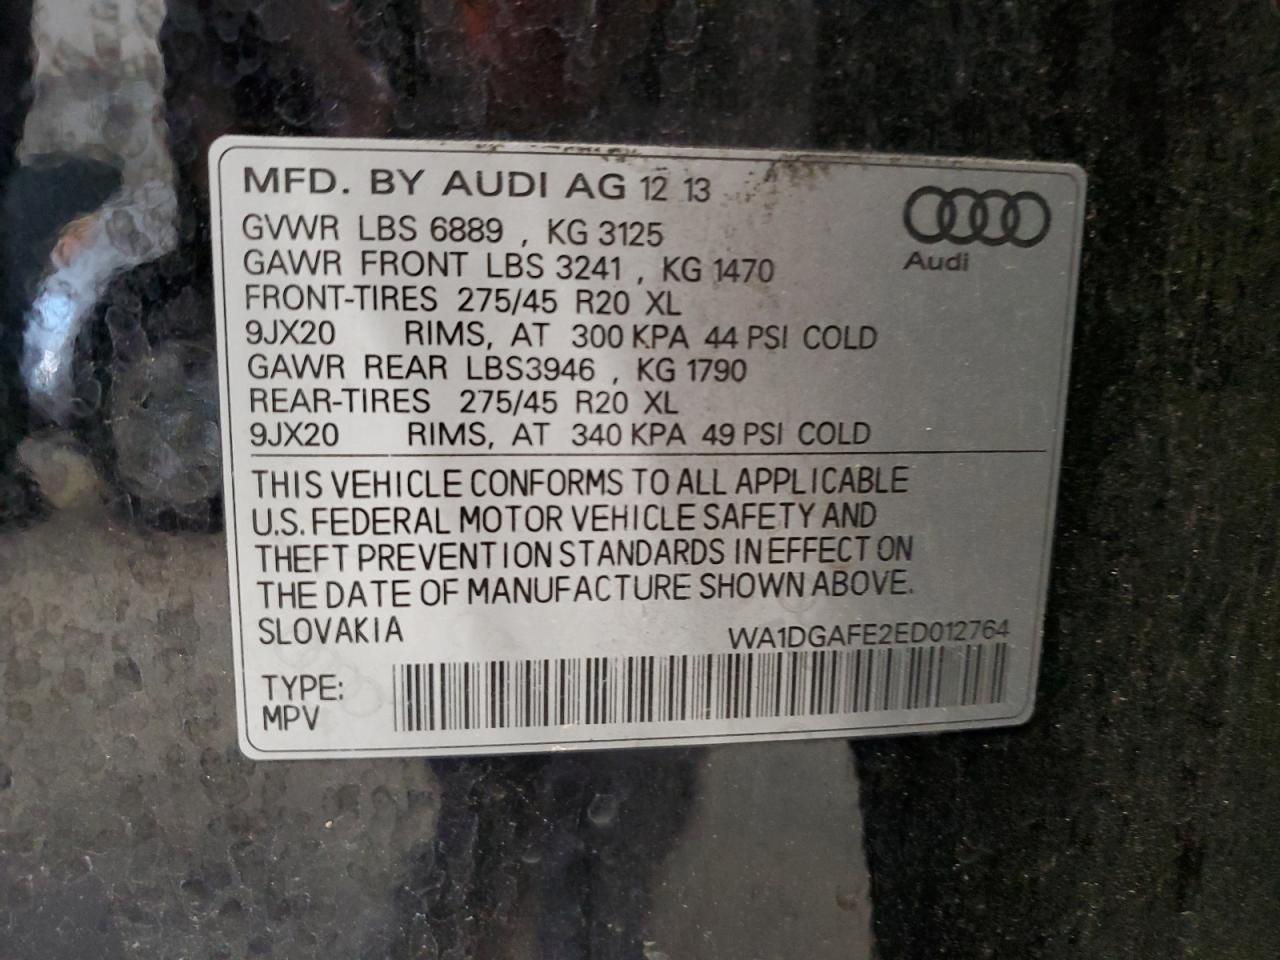 MFD. BY AUDI AG 12 13
Audi
GVWR LBS 6889 , KG 3125
GAWR FRONT LBS 3241 , KG 1470
FRONT-TIRES 275/45 R20 XL
9JX20 RIMS, AT 300 KPA 44 PSI COLD
GAWR REAR LBS3946 , KG 1790
REAR-TIRES 275/45 R20 XL
9JX20 RIMS, AT 340 KPA 49 PSI COLD
THIS VEHICLE CONFORMS TO ALL APPLICABLE
U.S. FEDERAL MOTOR VEHICLE SAFETY AND
THEFT PREVENTION STANDARDS IN EFFECT ON
THE DATE OF MANUFACTURE SHOWN ABOVE.
SLOVAKIA WA1DGAFE2ED012764
TYPE:
MPV